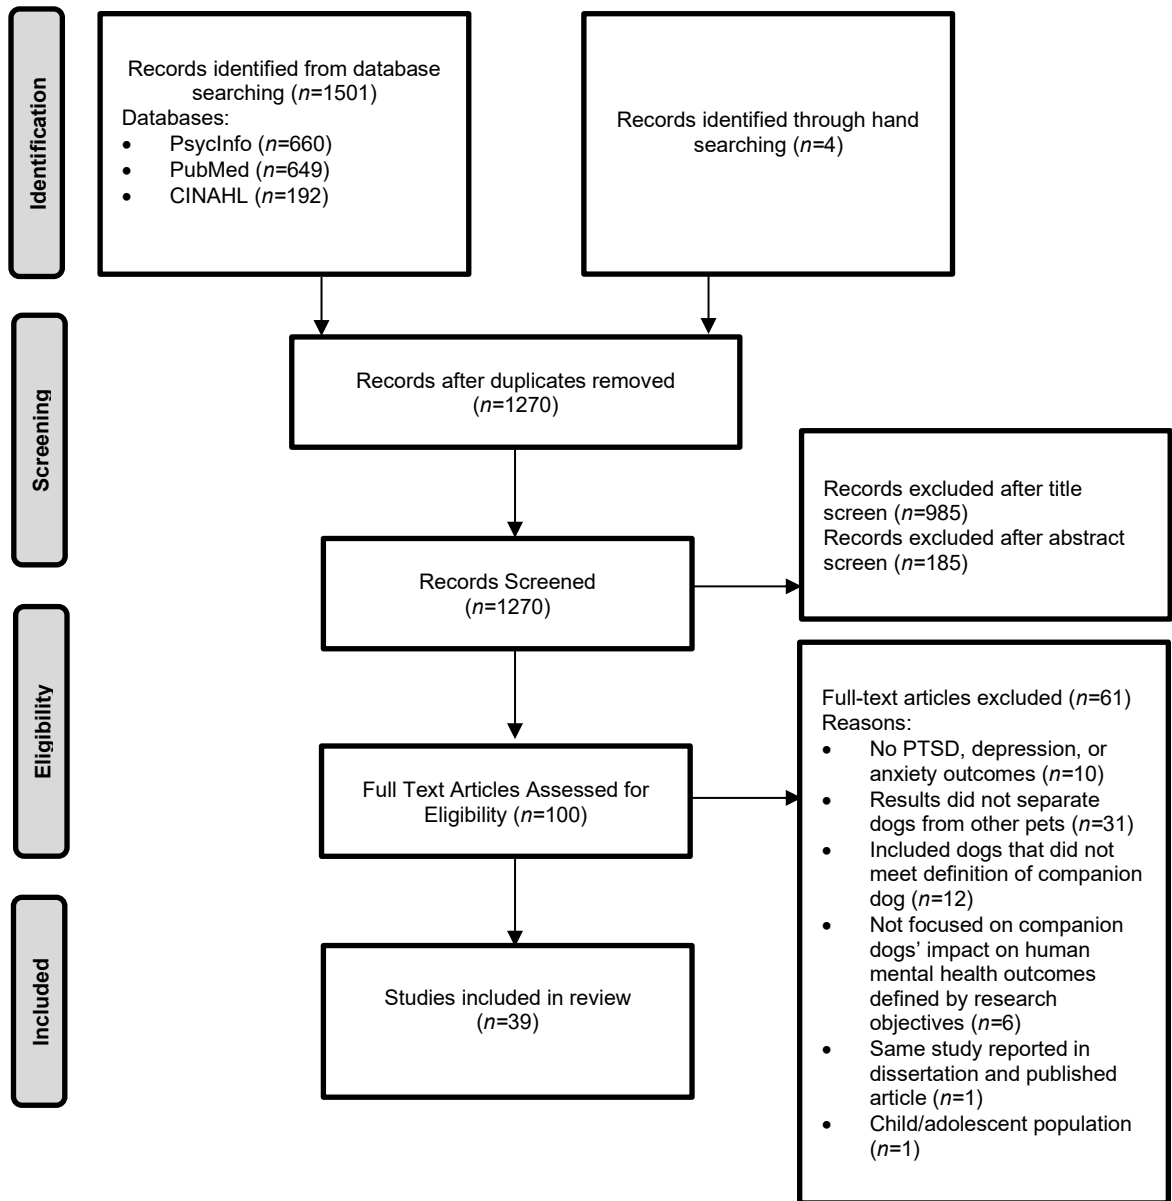 Identification
Records identified from database
searching (n=1501)
Databases:
• PsycInfo (n=660)
• PubMed (n=649)
• CINAHL (n=192)
Records identified through hand
searching (n=4)
Screening
Records after duplicates removed
(n=1270)
Records Screened
(n=1270)
Records excluded after title
screen (n=985)
Records excluded after abstract
screen (n=185)
Eligibility
Full Text Articles Assessed for
Eligibility (n=100)
Full-text articles excluded (n=61)
Reasons:
• No PTSD, depression, or
anxiety outcomes (n=10)
• Results did not separate
dogs from other pets (n=31)
• Included dogs that did not
meet definition of companion
dog (n=12)
• Not focused on companion
dogs’ impact on human
mental health outcomes
defined by research
objectives (n=6)
• Same study reported in
dissertation and published
article (n=1)
• Child/adolescent population
(n=1)
Included
Studies included in review
(n=39)